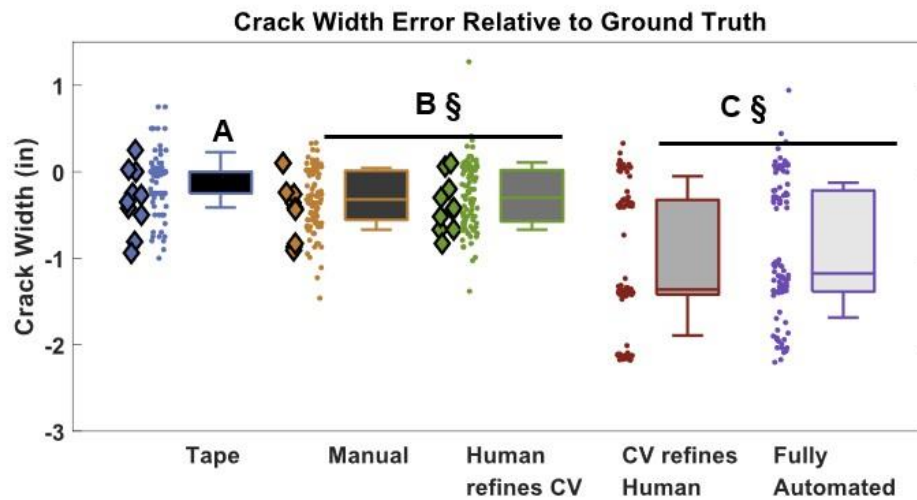 Crack Width Error Relative to Ground Truth
Crack Width (in)
1
0
-1
-2
-3
A
B §
C §
Tape
Manual
Human
refines CV
CV refines
Human
Fully
Automated